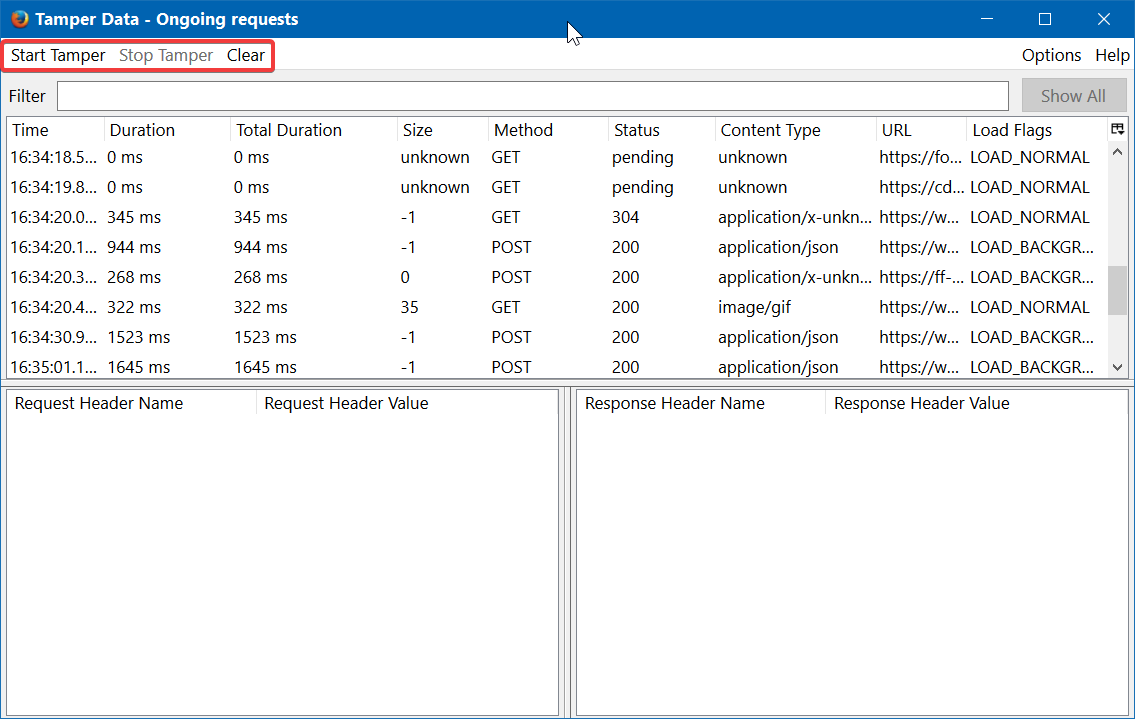 Tamper Data - Ongoing requests
Start Tamper Stop Tamper Clear Options Help
Filter Show All
Time Duration Total Duration Size Method Status Content Type URL Load Flags
16:34:18.5... 0 ms 0 ms unknown GET pending unknown https://fo... LOAD_NORMAL
16:34:19.8... 0 ms 0 ms unknown GET pending unknown https://cd... LOAD_NORMAL
16:34:20.0... 345 ms 345 ms -1 GET 304 application/x-unkn... https://w... LOAD_NORMAL
16:34:20.1... 944 ms 944 ms -1 POST 200 application/json https://w... LOAD_BACKGR...
16:34:20.3... 268 ms 268 ms 0 POST 200 application/x-unkn... https://ff-... LOAD_BACKGR...
16:34:20.4... 322 ms 322 ms 35 GET 200 image/gif https://w... LOAD_NORMAL
16:34:30.9... 1523 ms 1523 ms -1 POST 200 application/json https://w... LOAD_BACKGR...
16:35:01.1... 1645 ms 1645 ms -1 POST 200 application/json https://w... LOAD_BACKGR...
Request Header Name Request Header Value Response Header Name Response Header Value